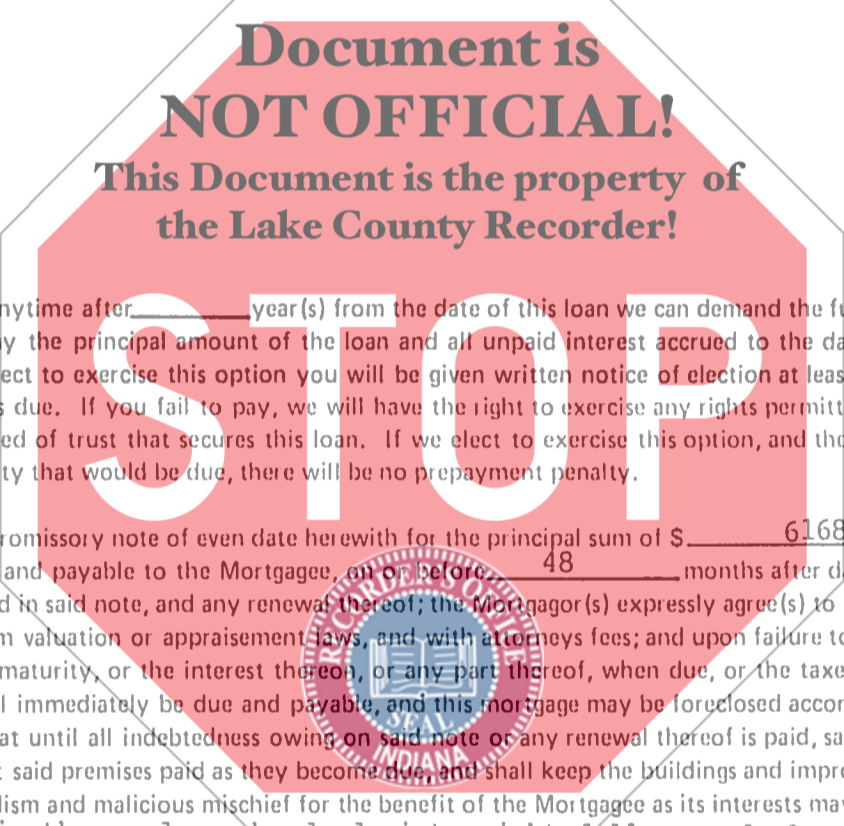 Document is
NOT OFFICIAL!
This Document is the property of
the Lake County Recorder!
STOP
nytime after year(s) from the date of this loan we can demand the fu
y the principal amount of the loan and all unpaid interest accrued to the da
ect to exercise this option you will be given written notice of election at leas
s due. If you fail to pay, we will have the right to exercise any rights permitt
ed of trust that secures this loan. If we elect to exercise this option, and the
ty that would be due, there will be no prepayment penalty.
romissory note of even date herewith for the principal sum of $ 6168
and payable to the Mortgagee, on or before 48 months after d
d in said note, and any renewal thereof; the Mortgagor(s) expressly agree(s) to
m valuation or appraisement laws, and with attorneys fees; and upon failure to
maturity, or the interest thereon, or any part thereof, when due, or the taxe
l immediately be due and payable, and this mortgage may be foreclosed accor
at until all indebtedness owing on said note or any renewal thereof is paid, sa
t said premises paid as they become due, and shall keep the buildings and impro
lism and malicious mischief for the benefit of the Mortgagee as its interests may
RECORDER'S OFFICE
SEAL
INDIANA